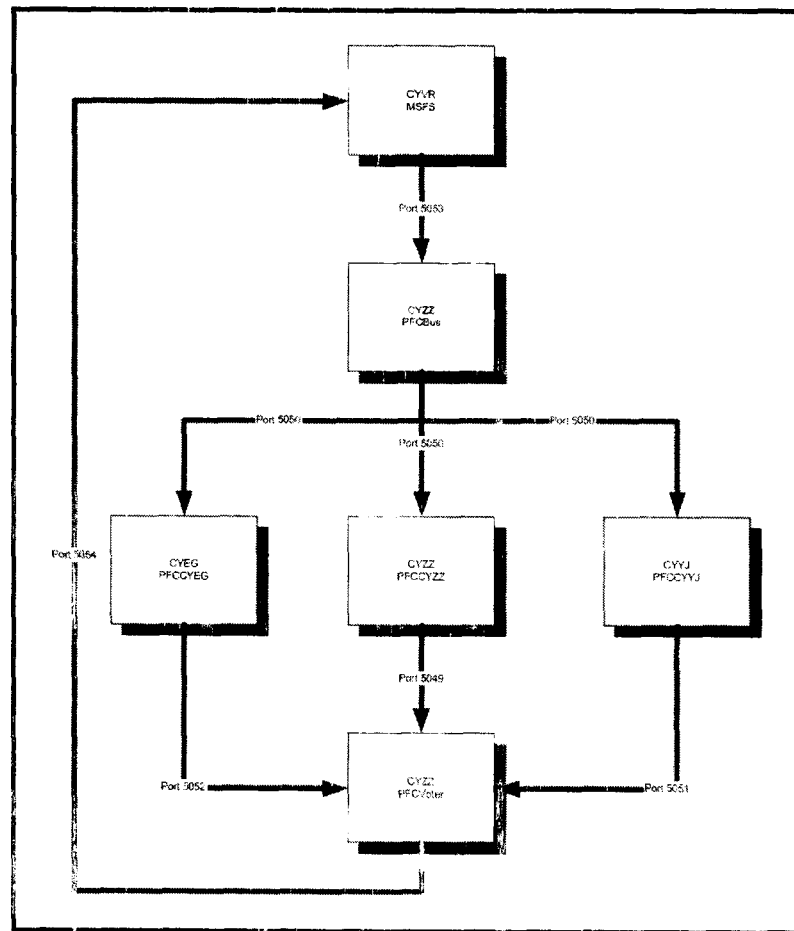 CYVR
MSFS
Port 5053
CYZZ
PFCBus
Port 5050
Port 5050
Port 5050
CYEG
PFCCYEG
CYZZ
PFCCYZZ
CYYJ
PFCCYYJ
Port 5054
Port 5049
Port 5052
CYZZ
PFCVoter
Port 5051